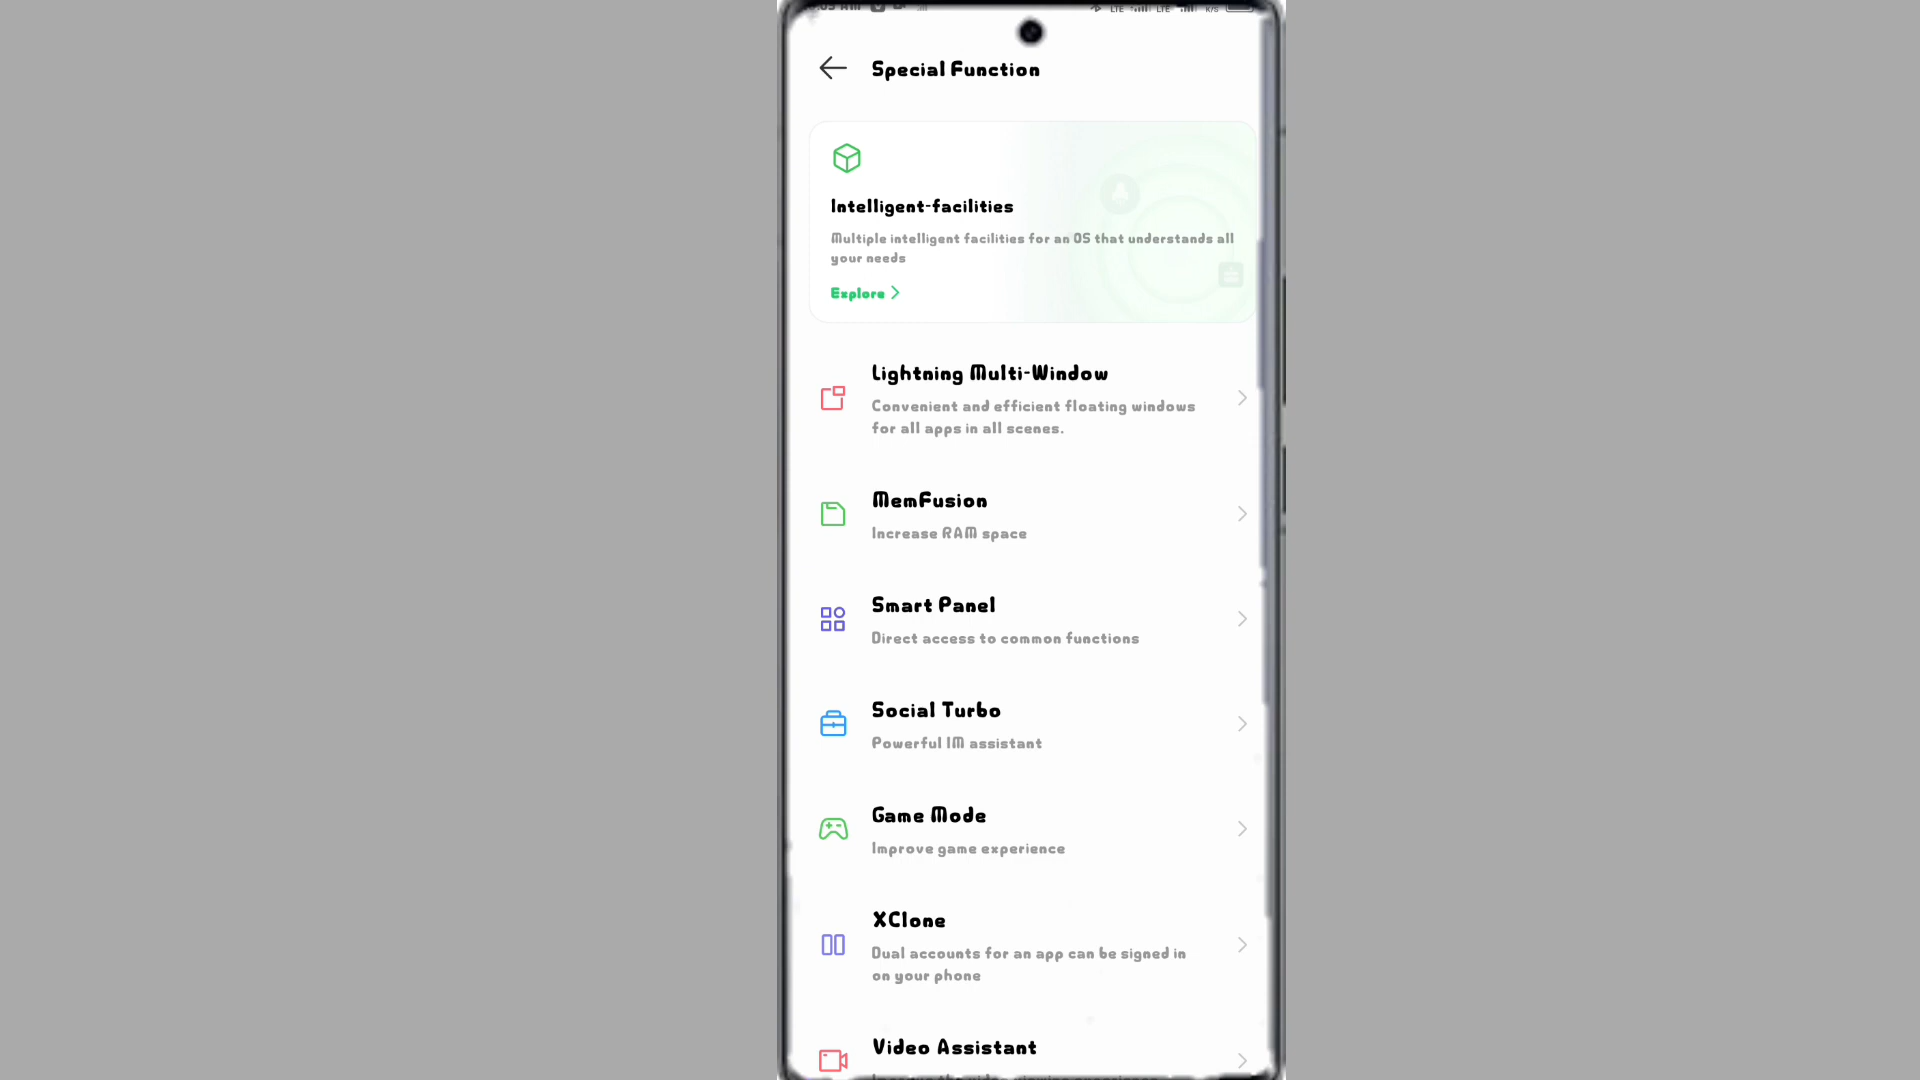 Special Function
Intelligent-facilities
Multiple intelligent facilities for an OS that understands all
your needs
Explore
Lightning Multi-Window
Convenient and efficient floating windows
for all apps in all scenes.
MemFusion
Increase RAM space
Smart Panel
Direct access to common functions
Social Turbo
Powerful IM assistant
Game Mode
Improve game experience
XClone
Dual accounts for an app can be signed in
on your phone
Video Assistant